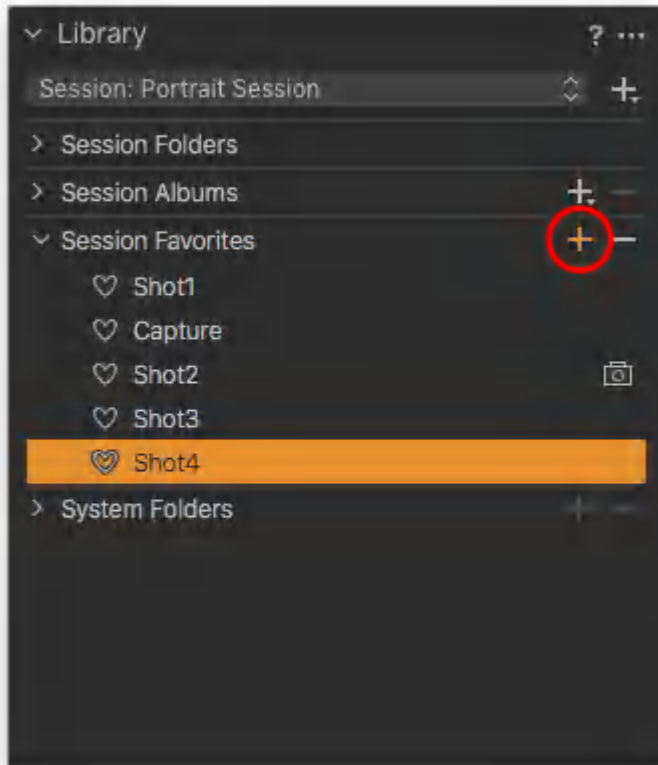 Library ? ...
Session: Portrait Session
Session Folders
Session Albums
Session Favorites
Shot1
Capture
Shot2
Shot3
Shot4
System Folders